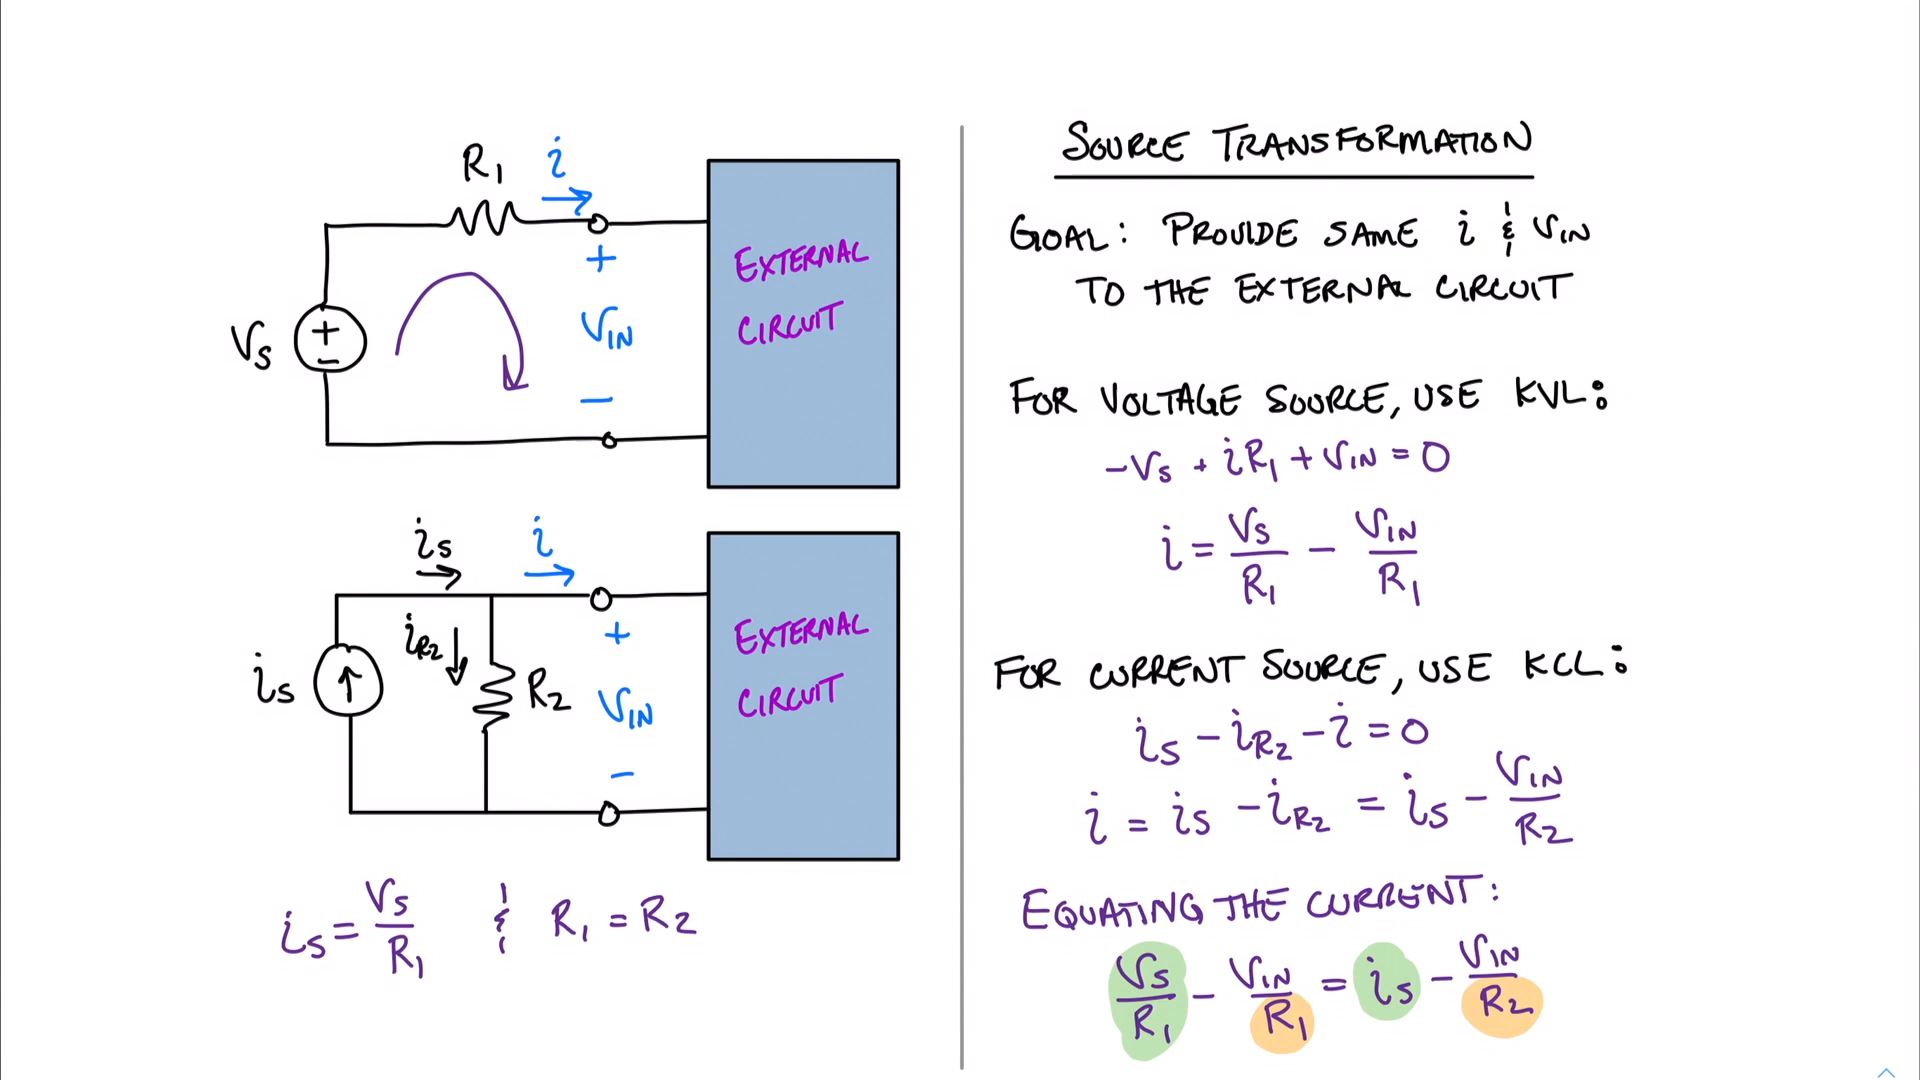 R₁ i
+
EXTERNAL
CIRCUIT
Vs + −
VIN
−
is i
iR2
+
EXTERNAL
CIRCUIT
is R₂ VIN
−
is = Vs/R₁ & R₁ = R₂
SOURCE TRANSFORMATION
GOAL: PROVIDE SAME i & VIN
TO THE EXTERNAL CIRCUIT
FOR VOLTAGE SOURCE, USE KVL:
−Vs + iR₁ + VIN = 0
i = Vs/R₁ − VIN/R₁
FOR CURRENT SOURCE, USE KCL:
is − iR2 − i = 0
i = is − iR2 = is − VIN/R₂
EQUATING THE CURRENT:
Vs/R₁ − VIN/R₁ = is − VIN/R₂